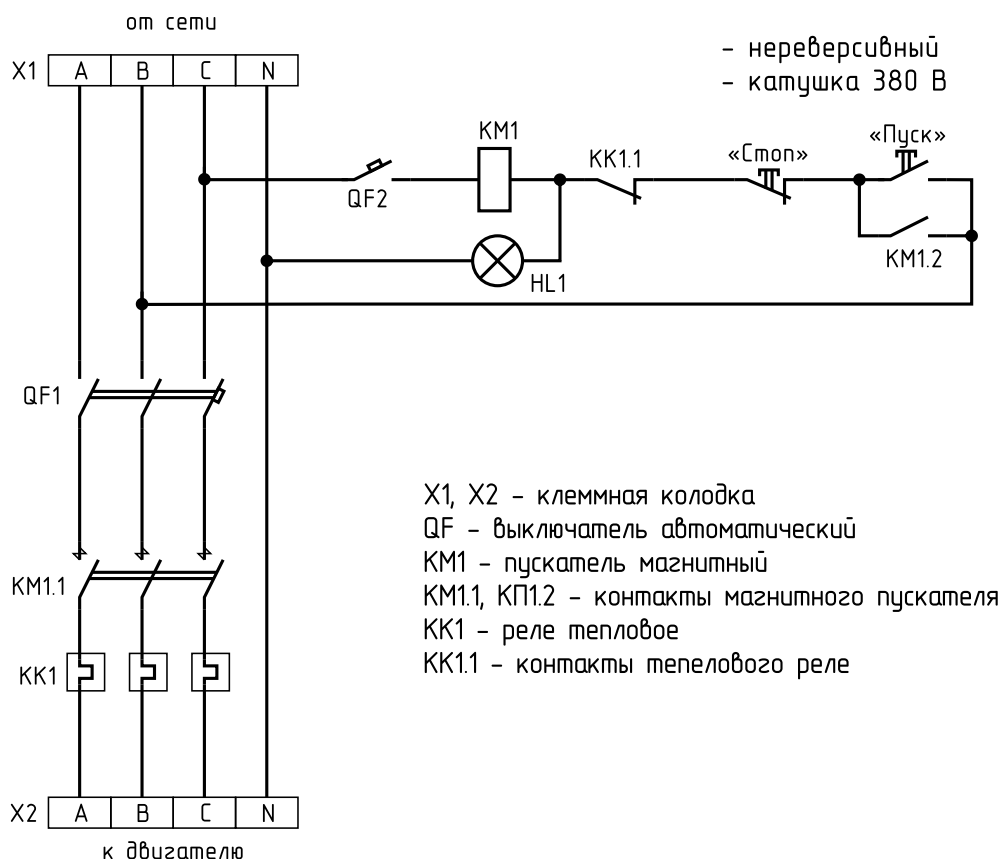 от сети
X1 A B C N
- нереверсивный
- катушка 380 В
KM1
KK1.1
«Стоп»
«Пуск»
QF2
HL1
KM1.2
QF1
X1, X2 - клеммная колодка
QF - выключатель автоматический
KM1 - пускатель магнитный
KM1.1, КП1.2 - контакты магнитного пускателя
KK1 - реле тепловое
KK1.1 - контакты тепелового реле
KM1.1
KK1
X2 A B C N
к двигателю